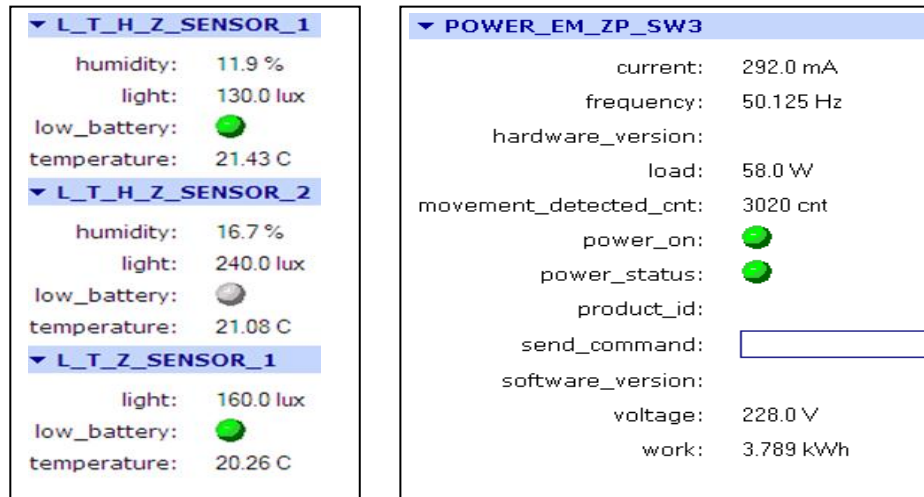 L_T_H_Z_SENSOR_1
humidity: 11.9 %
light: 130.0 lux
low_battery:
temperature: 21.43 C
L_T_H_Z_SENSOR_2
humidity: 16.7 %
light: 240.0 lux
low_battery:
temperature: 21.08 C
L_T_Z_SENSOR_1
light: 160.0 lux
low_battery:
temperature: 20.26 C
POWER_EM_ZP_SW3
current: 292.0 mA
frequency: 50.125 Hz
hardware_version:
load: 58.0 W
movement_detected_cnt: 3020 cnt
power_on:
power_status:
product_id:
send_command:
software_version:
voltage: 228.0 V
work: 3.789 kWh